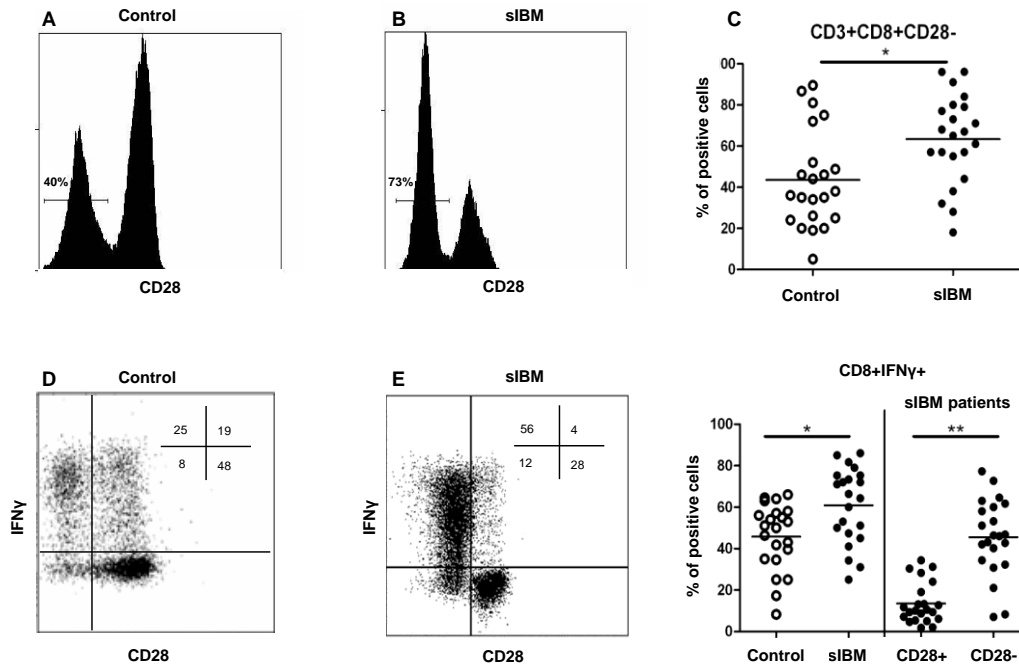 A Control
40%
CD28
B sIBM
73%
CD28
C
CD3+CD8+CD28-
*
% of positive cells
00
80
60
40
20
0
Control sIBM
D Control
25 19
8 48
IFNγ
CD28
E sIBM
56 4
12 28
IFNγ
CD28
CD8+IFNγ+
sIBM patients
* **
% of positive cells
100
80
60
40
20
0
Control sIBM CD28+ CD28-